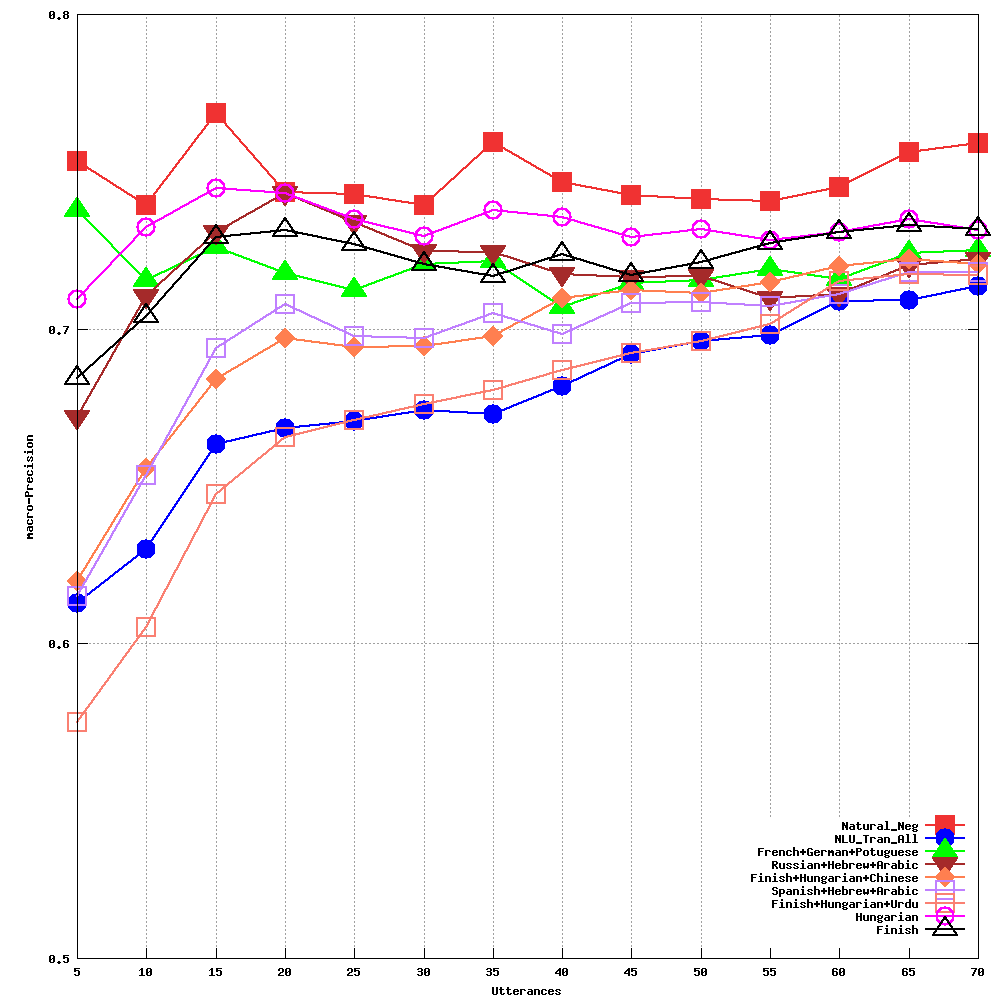 0.8
0.7
0.6
0.5
macro-Precision
Natural_Neg
NLU_Tran_All
French+German+Potuguese
Russian+Hebrew+Arabic
Finish+Hungarian+Chinese
Spanish+Hebrew+Arabic
Finish+Hungarian+Urdu
Hungarian
Finish
5 10 15 20 25 30 35 40 45 50 55 60 65 70
Utterances